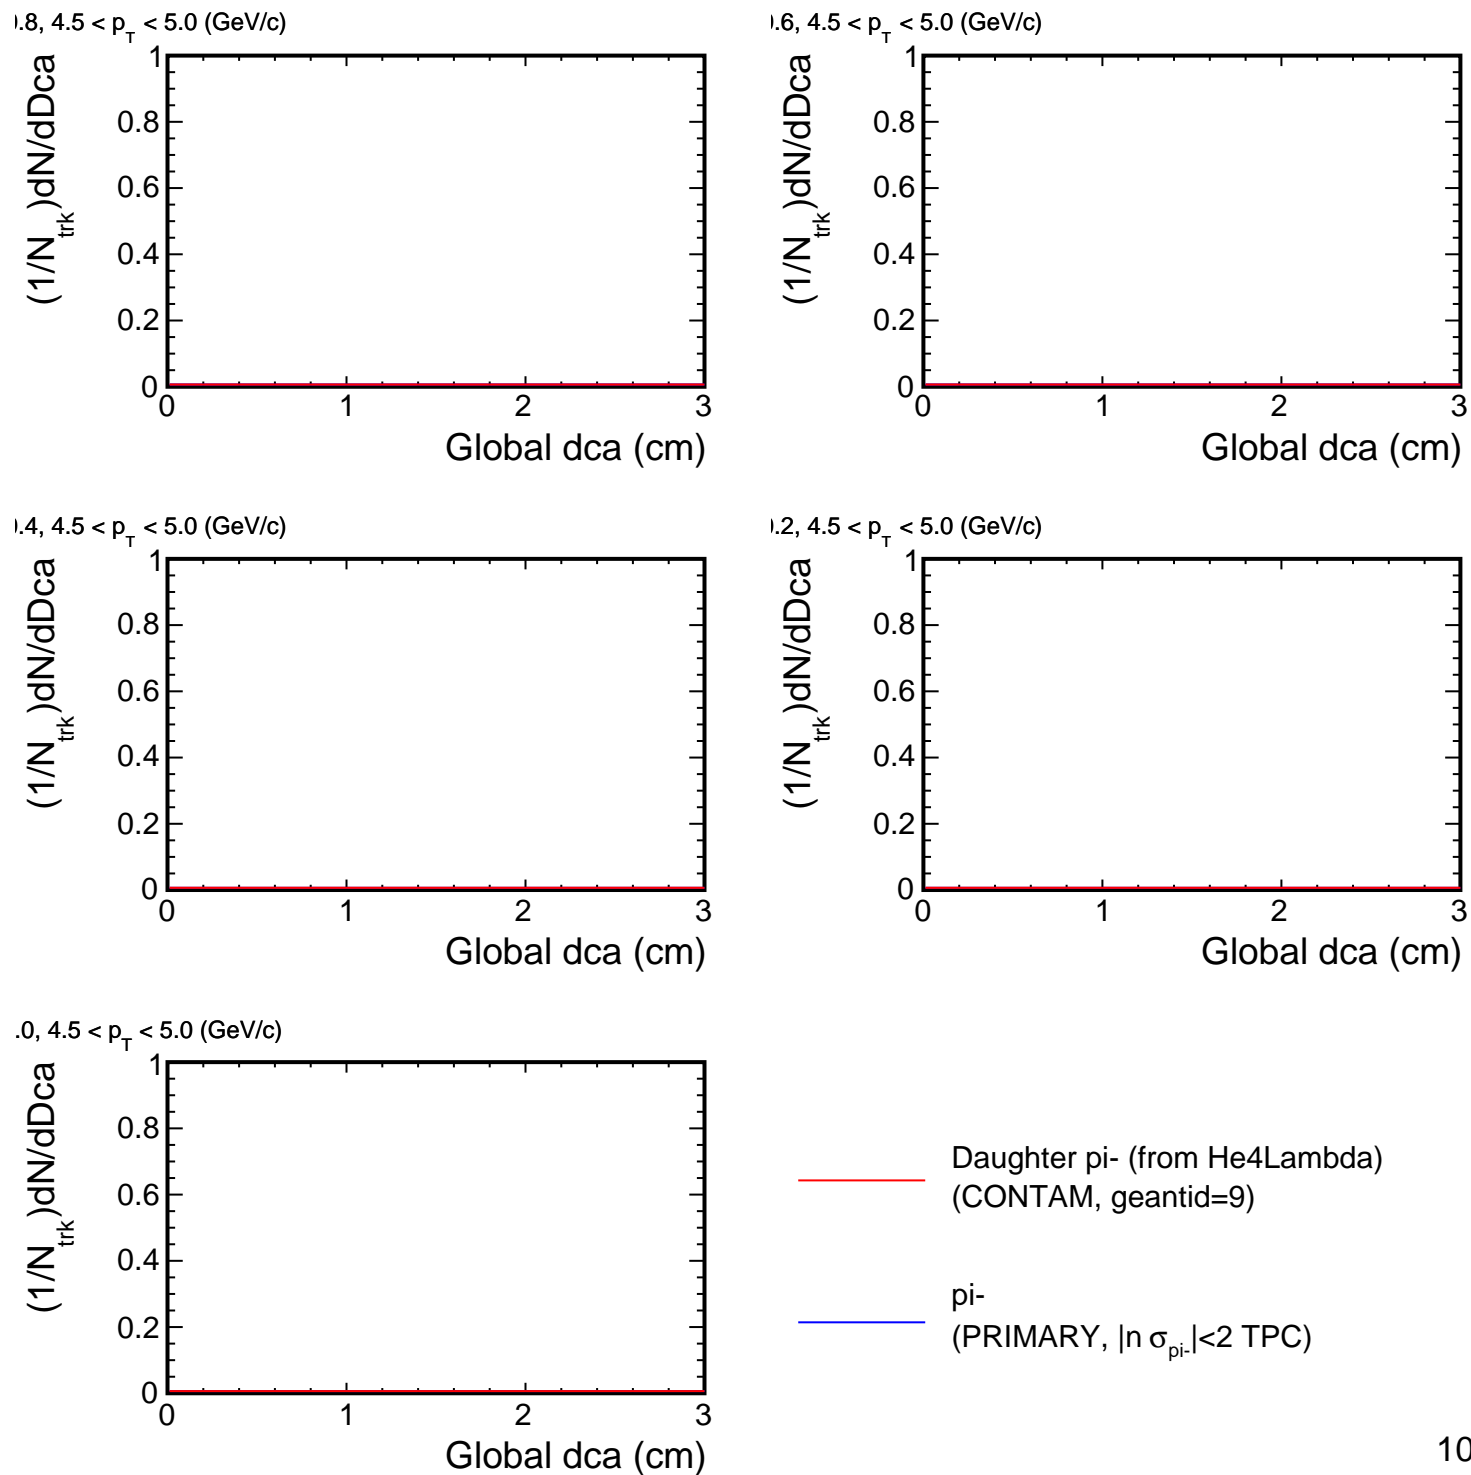 .8, 4.5 < p_T < 5.0 (GeV/c)
(1/N_trk)dN/dDca
1
0.8
0.6
0.4
0.2
0
0 1 2 3
Global dca (cm)
.6, 4.5 < p_T < 5.0 (GeV/c)
(1/N_trk)dN/dDca
1
0.8
0.6
0.4
0.2
0
0 1 2 3
Global dca (cm)
.4, 4.5 < p_T < 5.0 (GeV/c)
(1/N_trk)dN/dDca
1
0.8
0.6
0.4
0.2
0
0 1 2 3
Global dca (cm)
.2, 4.5 < p_T < 5.0 (GeV/c)
(1/N_trk)dN/dDca
1
0.8
0.6
0.4
0.2
0
0 1 2 3
Global dca (cm)
.0, 4.5 < p_T < 5.0 (GeV/c)
(1/N_trk)dN/dDca
1
0.8
0.6
0.4
0.2
0
0 1 2 3
Global dca (cm)
Daughter pi- (from He4Lambda)
(CONTAM, geantid=9)
pi-
(PRIMARY, |n σ_pi-|<2 TPC)
10